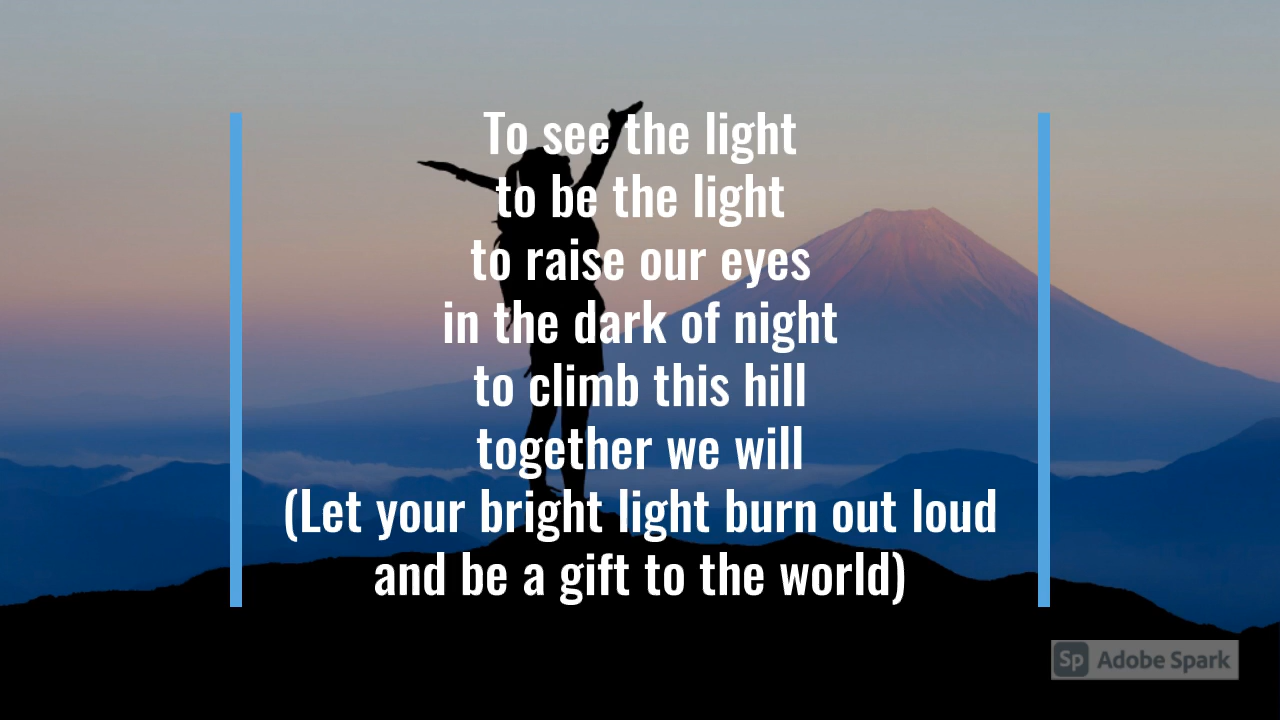 To see the light
to be the light
to raise our eyes
in the dark of night
to climb this hill
together we will
(Let your bright light burn out loud
and be a gift to the world)
Sp Adobe Spark